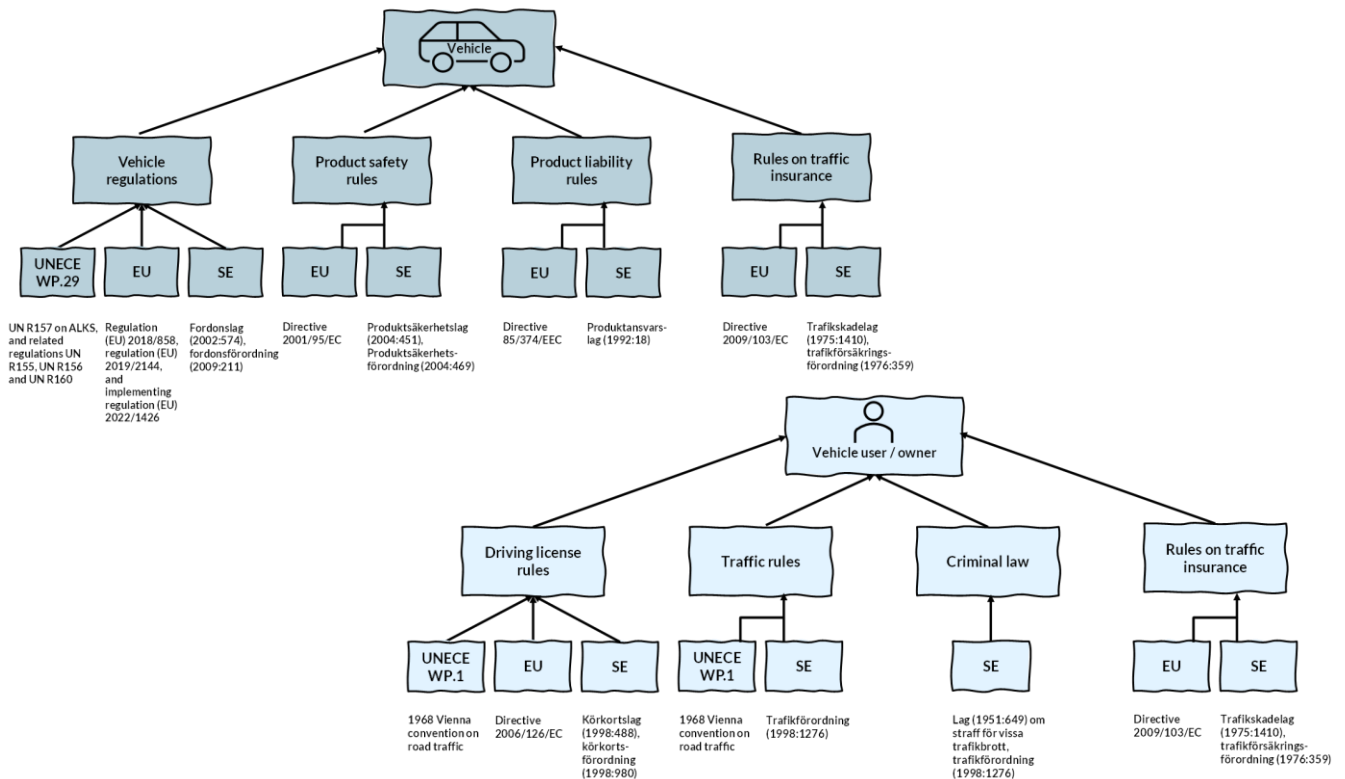 Vehicle
Vehicle
regulations
Product safety
rules
Product liability
rules
Rules on traffic
insurance
UNECE
WP.29
EU
SE
EU
SE
EU
SE
EU
SE
UN R157 on ALKS,
and related
regulations UN
R155, UN R156
and UN R160
Regulation
(EU) 2018/858,
regulation (EU)
2019/2144,
and
implementing
regulation (EU)
2022/1426
Fordonslag
(2002:574),
fordonsförordning
(2009:211)
Directive
2001/95/EC
Produktsäkerhetslag
(2004:451),
Produktsäkerhets-
förordning (2004:469)
Directive
85/374/EEC
Produktansvars-
lag (1992:18)
Directive
2009/103/EC
Trafikskadelag
(1975:1410),
trafikförsäkrings-
förordning (1976:359)
Vehicle user / owner
Driving license
rules
Traffic rules
Criminal law
Rules on traffic
insurance
UNECE
WP.1
EU
SE
UNECE
WP.1
SE
SE
EU
SE
1968 Vienna
convention on
road traffic
Directive
2006/126/EC
Körkortslag
(1998:488),
körkorts-
förordning
(1998:980)
1968 Vienna
convention on
road traffic
Trafikförordning
(1998:1276)
Lag (1951:649) om
straff för vissa
trafikbrott,
trafikförordning
(1998:1276)
Directive
2009/103/EC
Trafikskadelag
(1975:1410),
trafikförsäkrings-
förordning (1976:359)